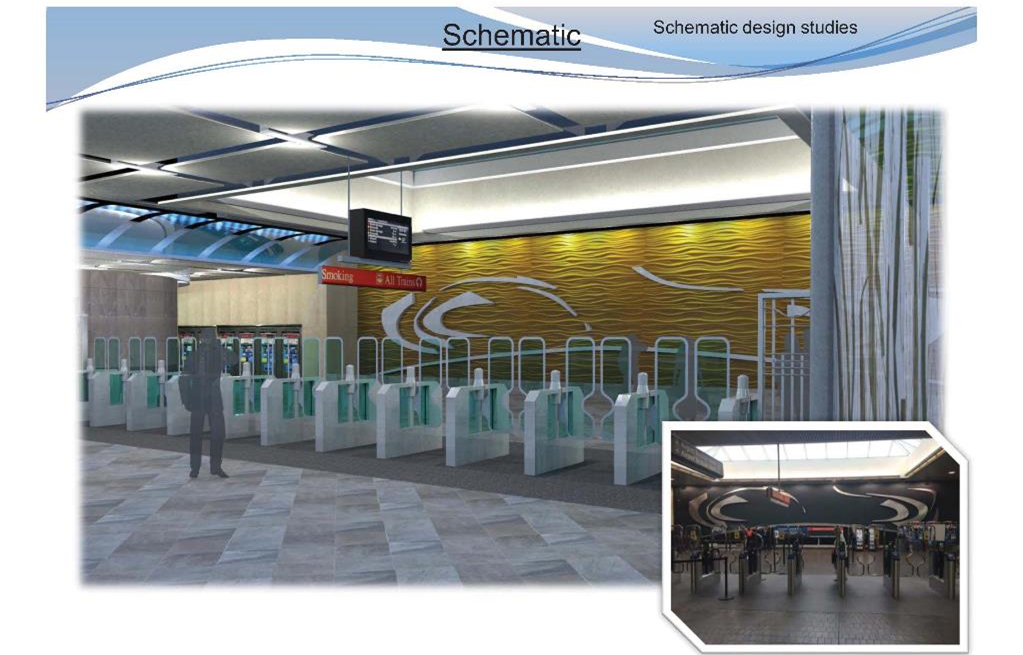 Schematic
Schematic design studies
Smoking
All Trains